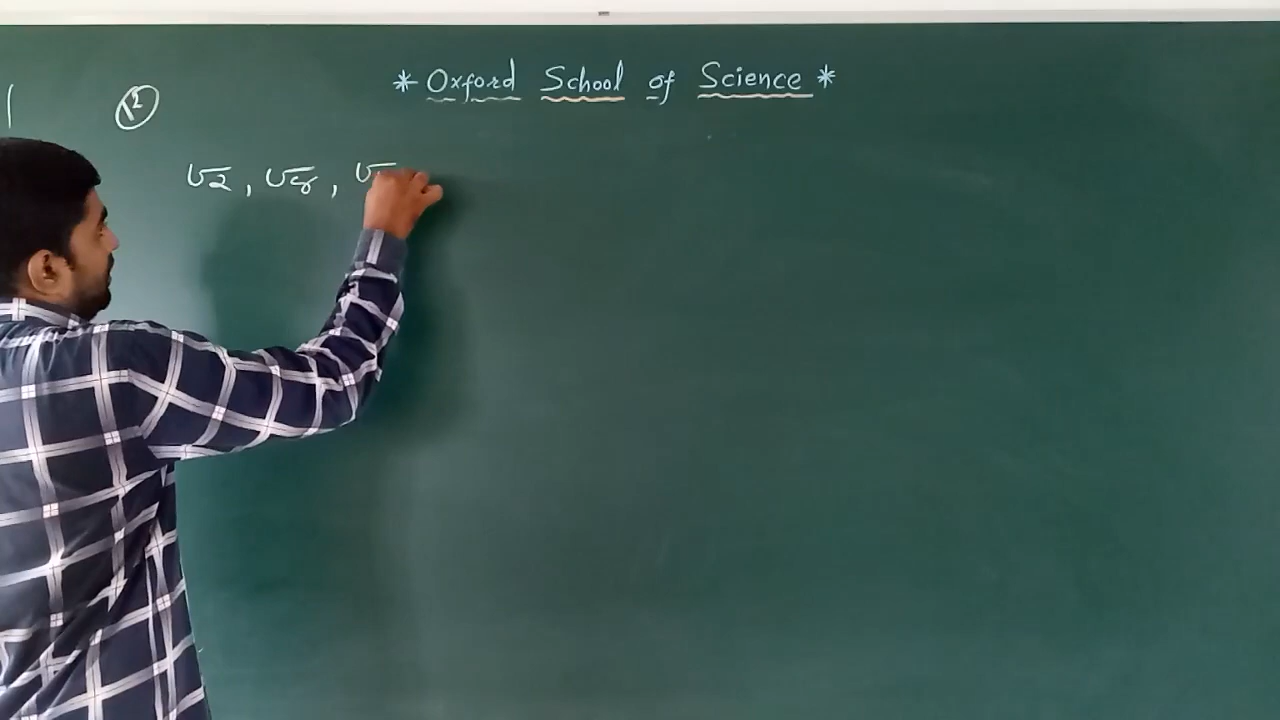 * Oxford School of Science *
√2, √8, √